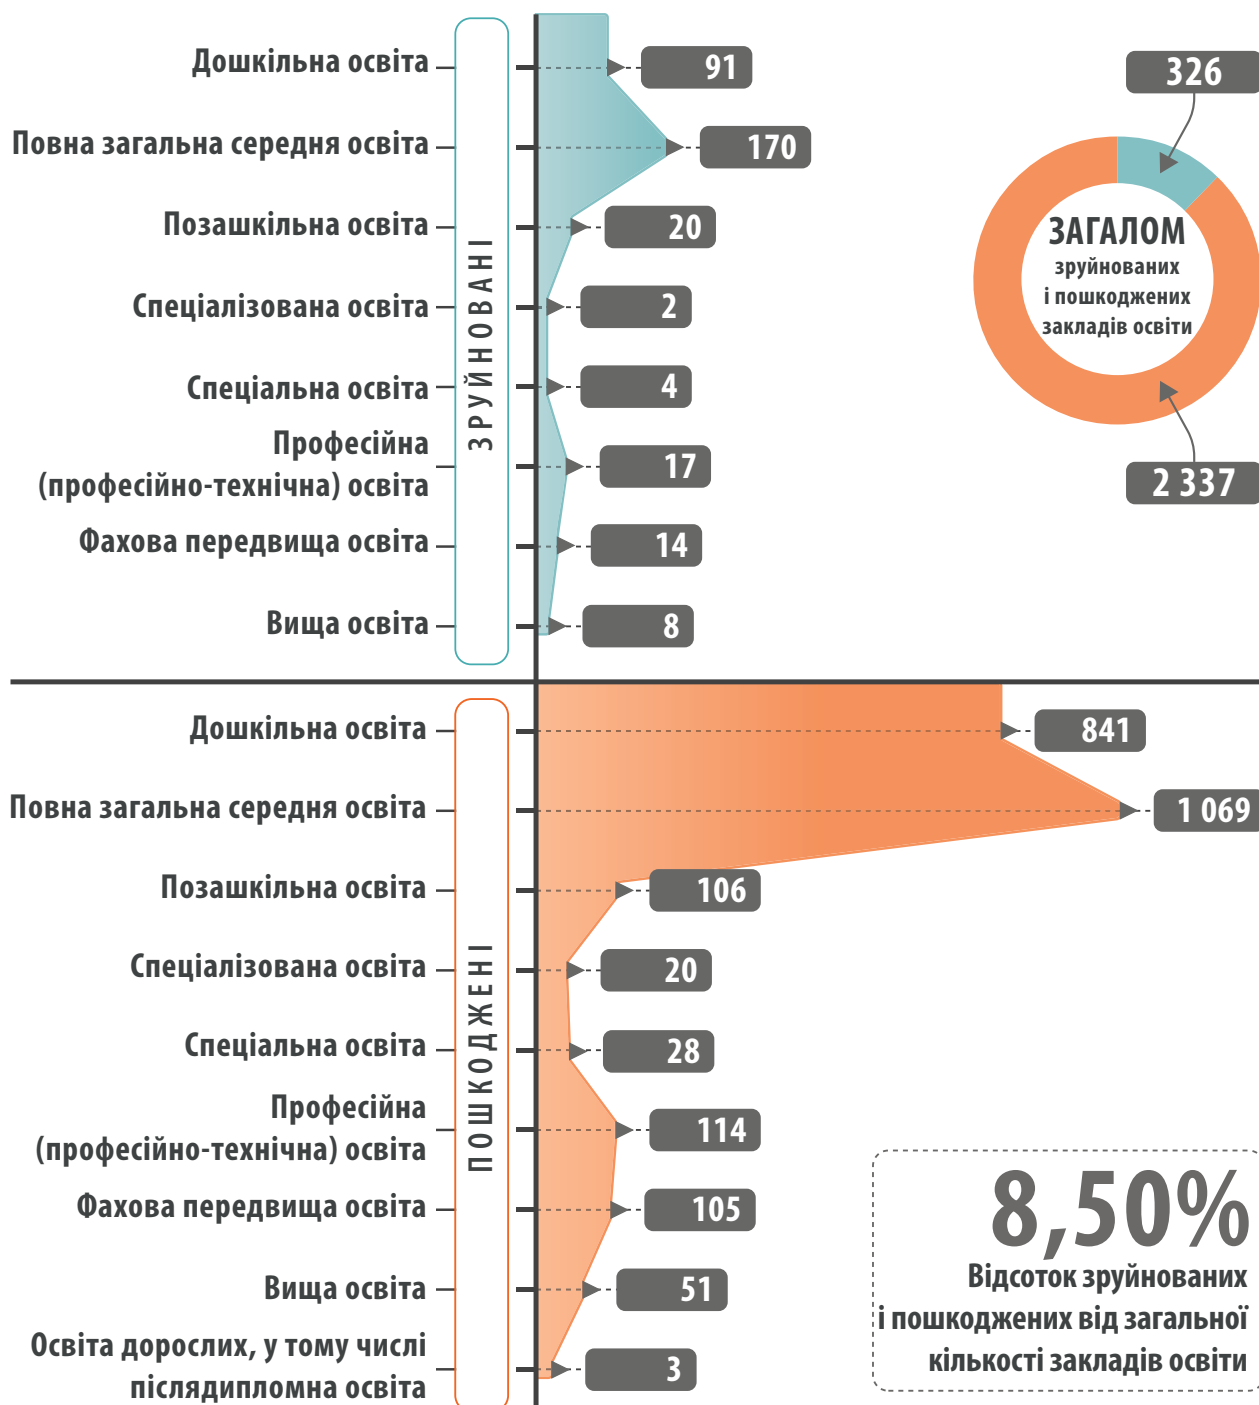 Дошкільна освіта
91
Повна загальна середня освіта
170
Позашкільна освіта
20
Спеціалізована освіта
2
Спеціальна освіта
4
Професійна
(професійно-технічна) освіта
17
Фахова передвища освіта
14
Вища освіта
8
ЗРУЙНОВАНІ
326
ЗАГАЛОМ
зруйнованих
і пошкоджених
закладів освіти
2 337
Дошкільна освіта
841
Повна загальна середня освіта
1 069
Позашкільна освіта
106
Спеціалізована освіта
20
Спеціальна освіта
28
Професійна
(професійно-технічна) освіта
114
Фахова передвища освіта
105
Вища освіта
51
Освіта дорослих, у тому числі
післядипломна освіта
3
ПОШКОДЖЕНІ
8,50%
Відсоток зруйнованих
і пошкоджених від загальної
кількості закладів освіти